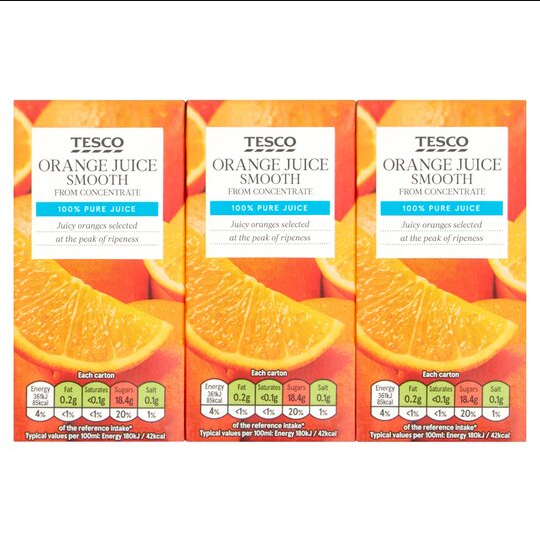 TESCO
ORANGE JUICE
SMOOTH
FROM CONCENTRATE
100% PURE JUICE
Juicy oranges selected
at the peak of ripeness
Each carton
Energy 361kJ 85kcal 4%
Fat 0.2g <1%
Saturates <0.1g <1%
Sugars 18.4g 20%
Salt 0.1g 1%
of the reference intake*
Typical values per 100ml: Energy 180kJ / 42kcal
TESCO
ORANGE JUICE
SMOOTH
FROM CONCENTRATE
100% PURE JUICE
Juicy oranges selected
at the peak of ripeness
Each carton
Energy 361kJ 85kcal 4%
Fat 0.2g <1%
Saturates <0.1g <1%
Sugars 18.4g 20%
Salt 0.1g 1%
of the reference intake*
Typical values per 100ml: Energy 180kJ / 42kcal
TESCO
ORANGE JUICE
SMOOTH
FROM CONCENTRATE
100% PURE JUICE
Juicy oranges selected
at the peak of ripeness
Each carton
Energy 361kJ 85kcal 4%
Fat 0.2g <1%
Saturates <0.1g <1%
Sugars 18.4g 20%
Salt 0.1g 1%
of the reference intake*
Typical values per 100ml: Energy 180kJ / 42kcal